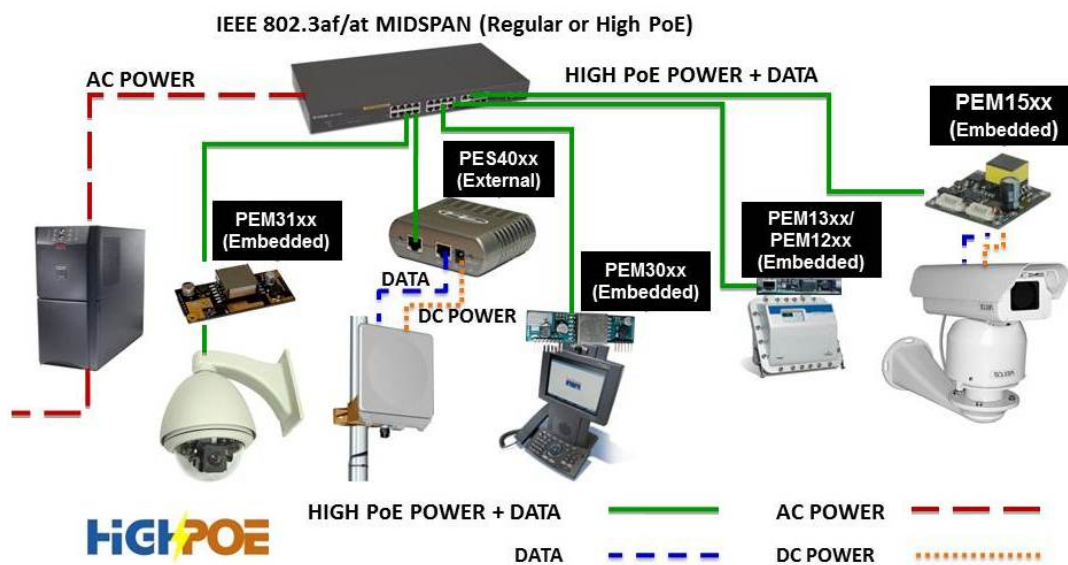 IEEE 802.3af/at MIDSPAN (Regular or High PoE)
AC POWER
HIGH PoE POWER + DATA
PEM15xx
(Embedded)
PES40xx
(External)
PEM31xx
(Embedded)
PEM13xx/
PEM12xx
(Embedded)
PEM30xx
(Embedded)
DATA
DC POWER
HIGH PoE POWER + DATA
AC POWER
DATA
DC POWER
HIGHPOE